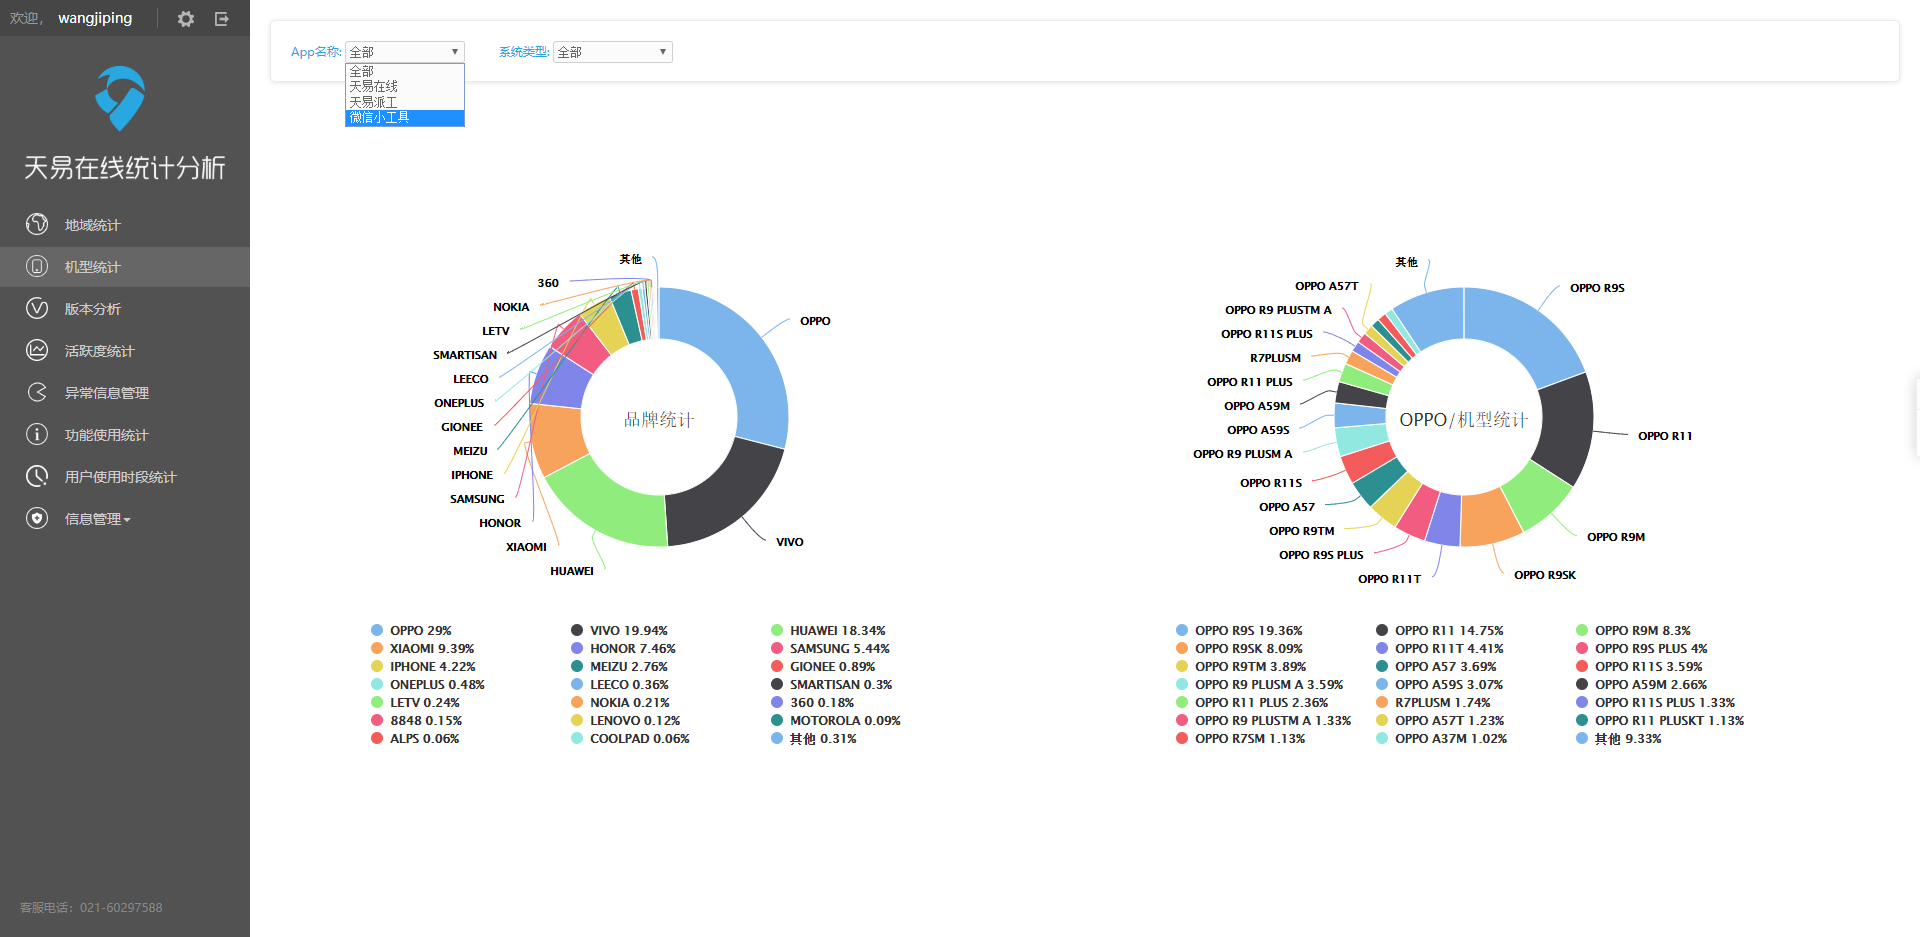 欢迎， wangjiping
天易在线统计分析
地域统计
机型统计
版本分析
活跃度统计
异常信息管理
功能使用统计
用户使用时段统计
信息管理
客服电话：021-60297588
App名称: 全部 系统类型: 全部
全部
天易在线
天易派工
微信小工具
其他
360
NOKIA
LETV
SMARTISAN
LEECO
ONEPLUS
GIONEE
MEIZU
IPHONE
SAMSUNG
HONOR
XIAOMI
HUAWEI
OPPO
VIVO
品牌统计
OPPO 29% VIVO 19.94% HUAWEI 18.34%
XIAOMI 9.39% HONOR 7.46% SAMSUNG 5.44%
IPHONE 4.22% MEIZU 2.76% GIONEE 0.89%
ONEPLUS 0.48% LEECO 0.36% SMARTISAN 0.3%
LETV 0.24% NOKIA 0.21% 360 0.18%
8848 0.15% LENOVO 0.12% MOTOROLA 0.09%
ALPS 0.06% COOLPAD 0.06% 其他 0.31%
其他
OPPO A57T
OPPO R9 PLUSTM A
OPPO R11S PLUS
R7PLUSM
OPPO R11 PLUS
OPPO A59M
OPPO A59S
OPPO R9 PLUSM A
OPPO R11S
OPPO A57
OPPO R9TM
OPPO R9S PLUS
OPPO R11T
OPPO R9S
OPPO R11
OPPO R9M
OPPO R9SK
OPPO/机型统计
OPPO R9S 19.36% OPPO R11 14.75% OPPO R9M 8.3%
OPPO R9SK 8.09% OPPO R11T 4.41% OPPO R9S PLUS 4%
OPPO R9TM 3.89% OPPO A57 3.69% OPPO R11S 3.59%
OPPO R9 PLUSM A 3.59% OPPO A59S 3.07% OPPO A59M 2.66%
OPPO R11 PLUS 2.36% R7PLUSM 1.74% OPPO R11S PLUS 1.33%
OPPO R9 PLUSTM A 1.33% OPPO A57T 1.23% OPPO R11 PLUSKT 1.13%
OPPO R7SM 1.13% OPPO A37M 1.02% 其他 9.33%